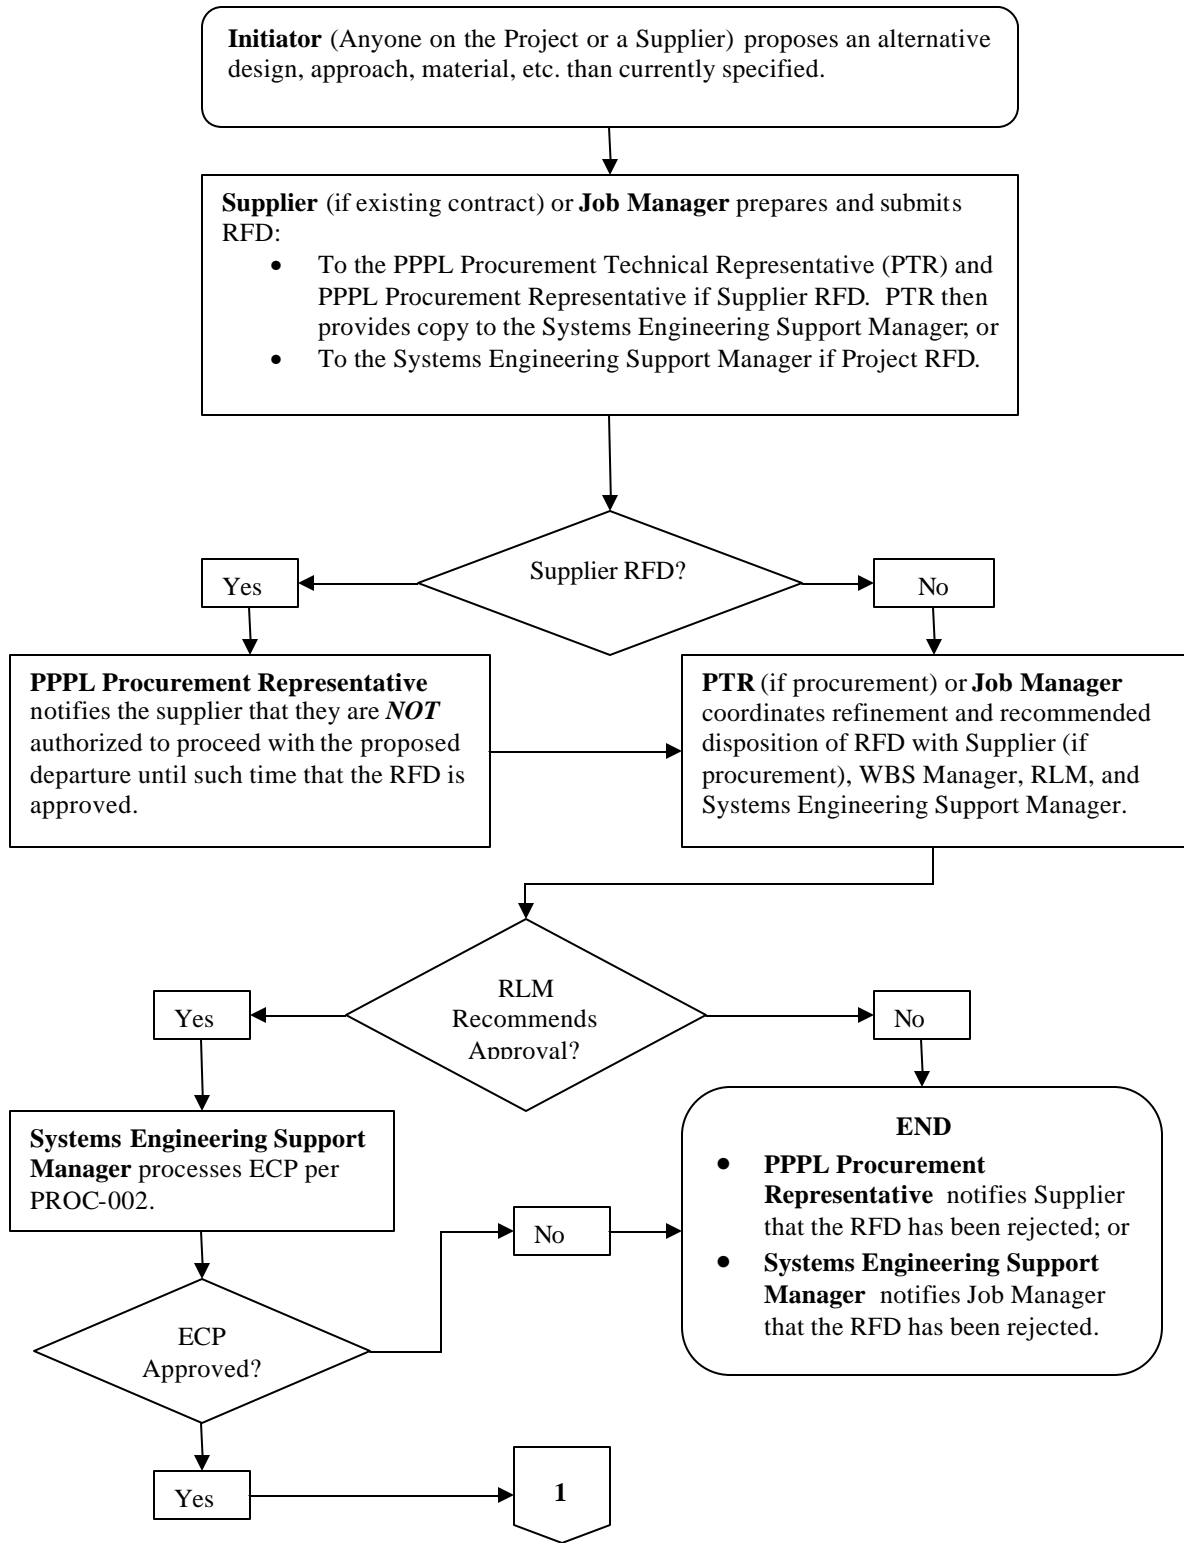 Initiator (Anyone on the Project or a Supplier) proposes an alternative
design, approach, material, etc. than currently specified.
Supplier (if existing contract) or Job Manager prepares and submits
RFD:
• To the PPPL Procurement Technical Representative (PTR) and
PPPL Procurement Representative if Supplier RFD. PTR then
provides copy to the Systems Engineering Support Manager; or
• To the Systems Engineering Support Manager if Project RFD.
Supplier RFD?
Yes
No
PPPL Procurement Representative
notifies the supplier that they are NOT
authorized to proceed with the proposed
departure until such time that the RFD is
approved.
PTR (if procurement) or Job Manager
coordinates refinement and recommended
disposition of RFD with Supplier (if
procurement), WBS Manager, RLM, and
Systems Engineering Support Manager.
RLM
Recommends
Approval?
Yes
No
Systems Engineering Support
Manager processes ECP per
PROC-002.
END
• PPPL Procurement
Representative notifies Supplier
that the RFD has been rejected; or
• Systems Engineering Support
Manager notifies Job Manager
that the RFD has been rejected.
No
ECP
Approved?
Yes
1